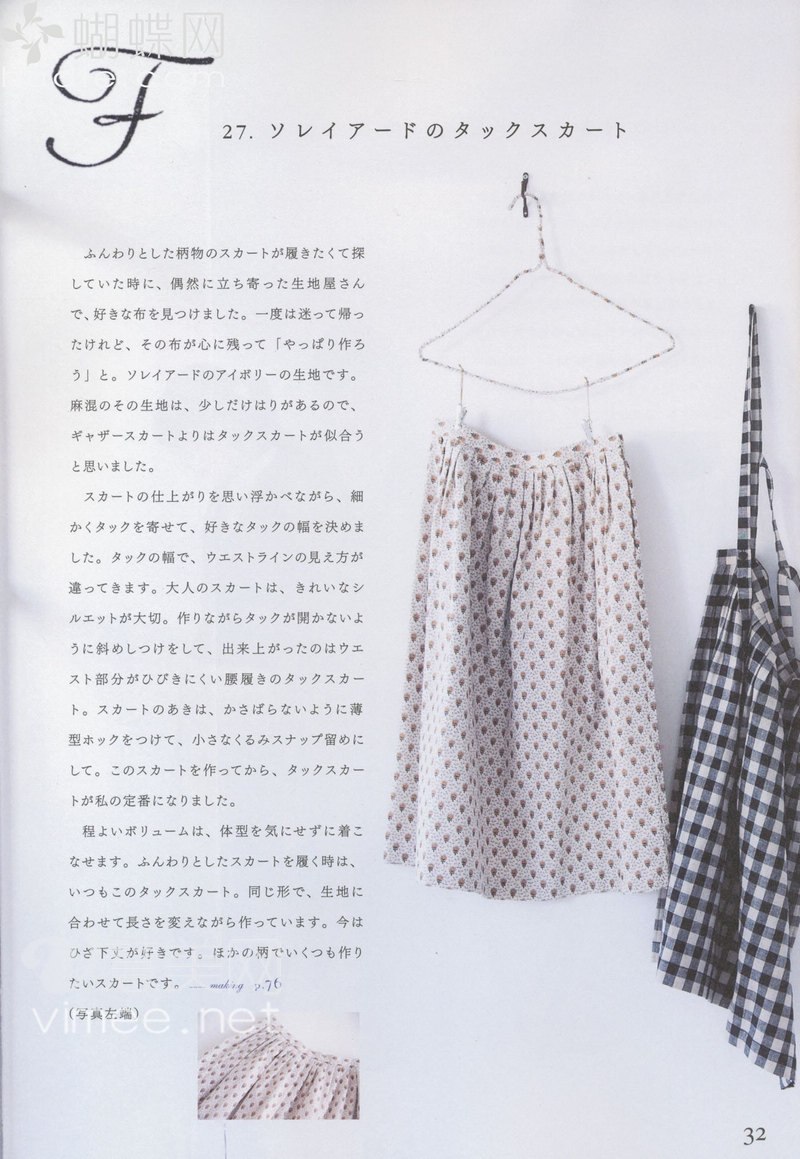 蝴蝶网
F
27. ソレイアードのタックスカート
ふんわりとした柄物のスカートが履きたくて探
していた時に、偶然に立ち寄った生地屋さん
で、好きな布を見つけました。一度は迷って帰っ
たけれど、その布が心に残って「やっぱり作ろ
う」と。ソレイアードのアイボリーの生地です。
麻混のその生地は、少しだけはりがあるので、
ギャザースカートよりはタックスカートが似合う
と思いました。
スカートの仕上がりを思い浮かべながら、細
かくタックを寄せて、好きなタックの幅を決めま
した。タックの幅で、ウエストラインの見え方が
違ってきます。大人のスカートは、きれいなシ
ルエットが大切。作りながらタックが開かないよ
うに斜めしつけをして、出来上がったのはウエ
スト部分がひびきにくい腰履きのタックスカー
ト。スカートのあきは、かさばらないように薄
型ホックをつけて、小さなくるみスナップ留めに
して。このスカートを作ってから、タックスカー
トが私の定番になりました。
程よいボリュームは、体型を気にせずに着こ
なせます。ふんわりとしたスカートを履く時は、
いつもこのタックスカート。同じ形で、生地に
合わせて長さを変えながら作っています。今は
ひざ下丈が好きです。ほかの柄でいくつも作り
たいスカートです。 making p.76
(写真左端)
vimee.net
32